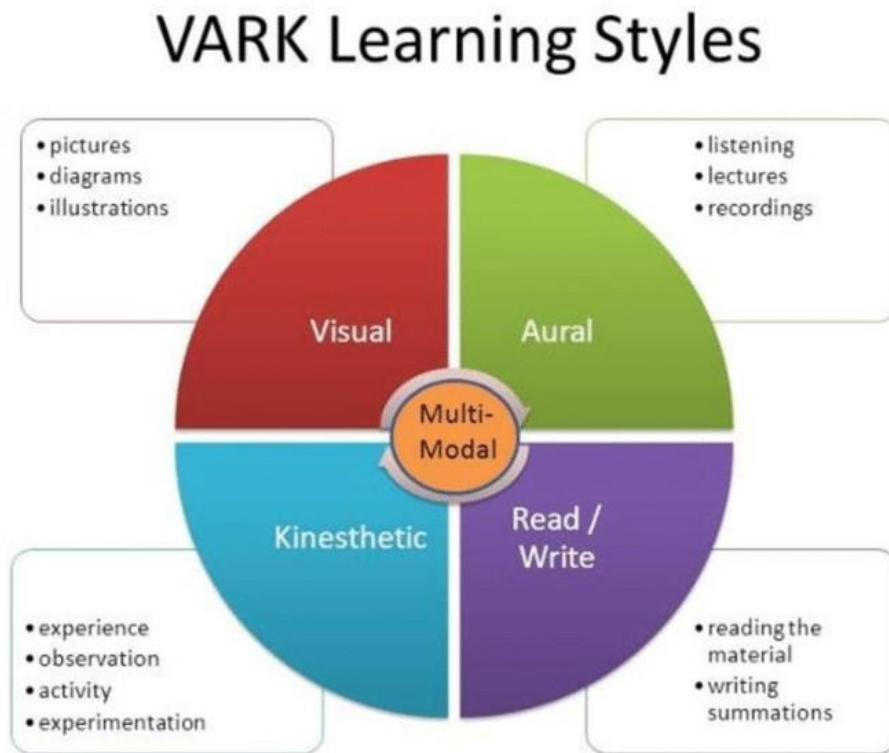 VARK Learning Styles
• pictures
• diagrams
• illustrations
• listening
• lectures
• recordings
Visual
Aural
Multi-
Modal
Kinesthetic
Read /
Write
• experience
• observation
• activity
• experimentation
• reading the
material
• writing
summations